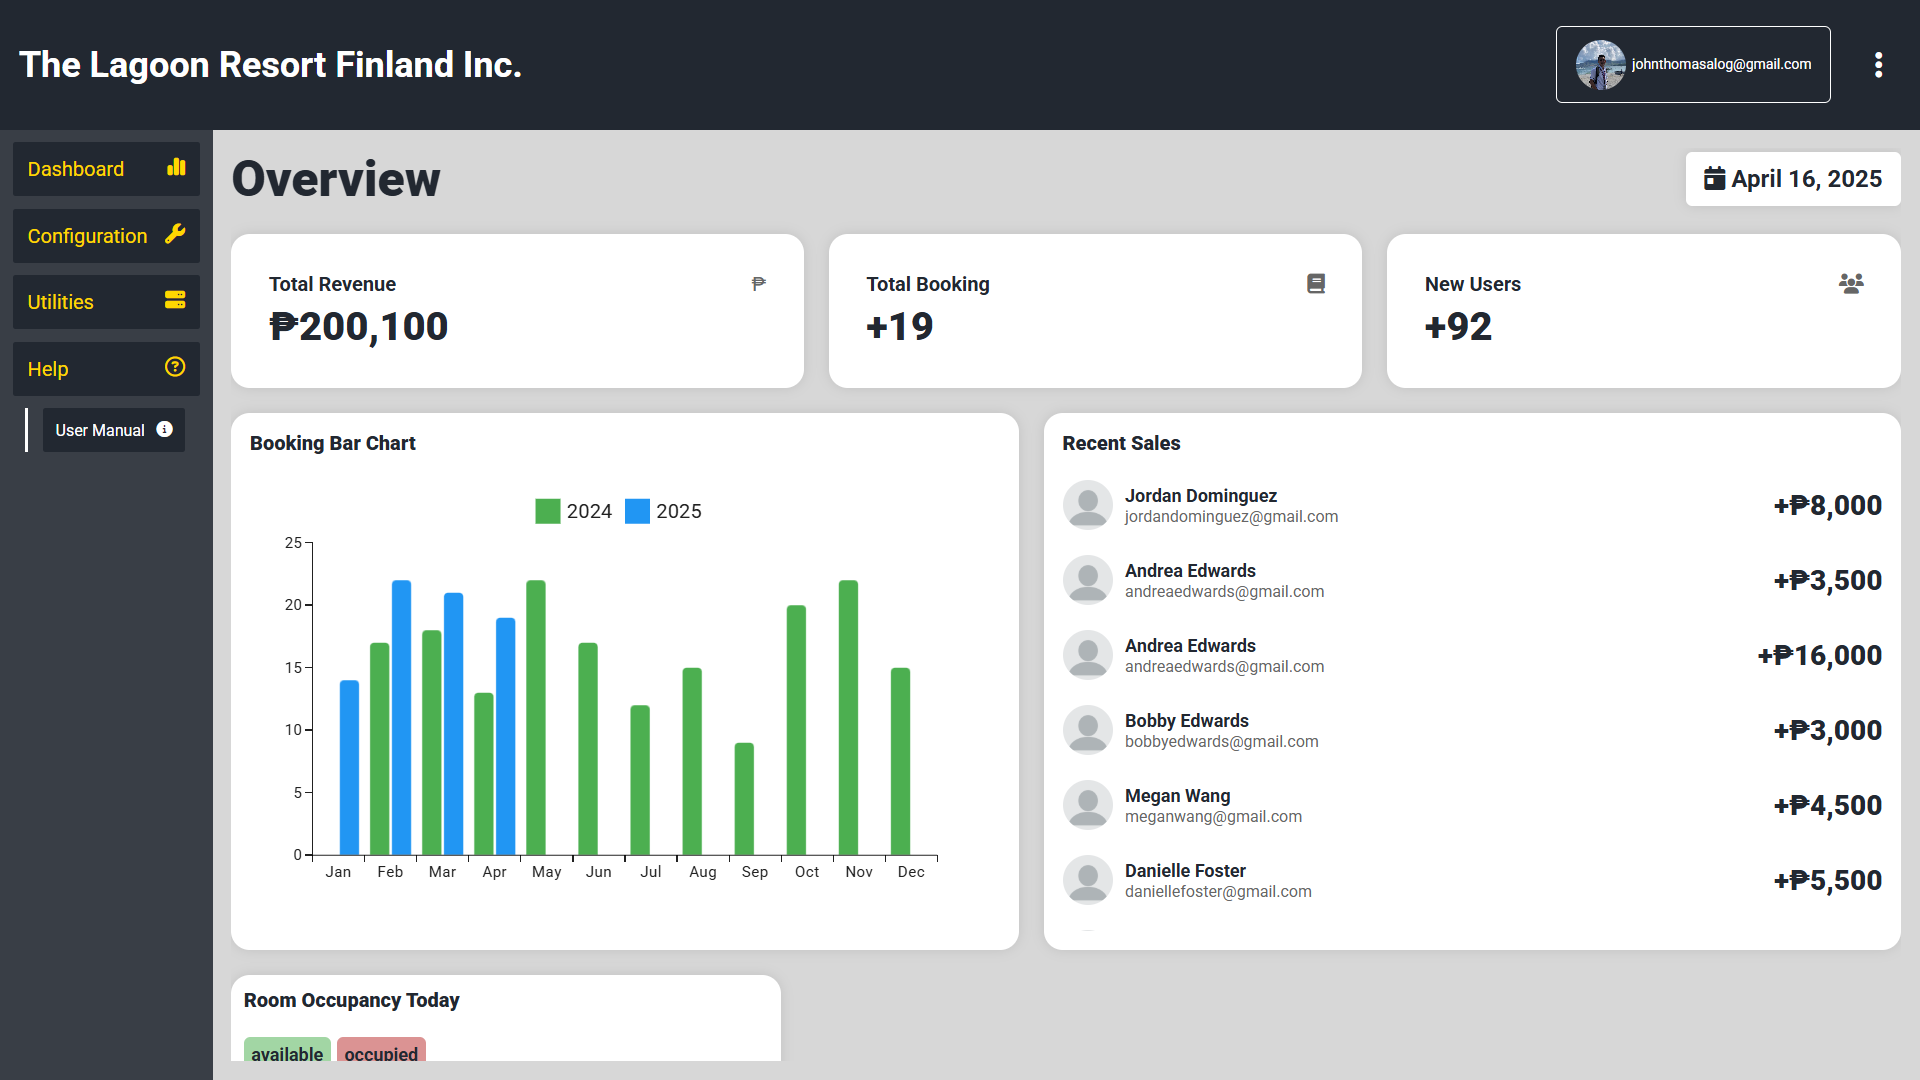 The Lagoon Resort Finland Inc.
johnthomasalog@gmail.com
Dashboard
Configuration
Utilities
Help
User Manual
Overview
April 16, 2025
Total Revenue
₱
₱200,100
Total Booking
+19
New Users
+92
Booking Bar Chart
2024 2025
25
20
15
10
5
0
Jan Feb Mar Apr May Jun Jul Aug Sep Oct Nov Dec
Recent Sales
Jordan Dominguez
jordandominguez@gmail.com
+₱8,000
Andrea Edwards
andreaedwards@gmail.com
+₱3,500
Andrea Edwards
andreaedwards@gmail.com
+₱16,000
Bobby Edwards
bobbyedwards@gmail.com
+₱3,000
Megan Wang
meganwang@gmail.com
+₱4,500
Danielle Foster
daniellefoster@gmail.com
+₱5,500
Room Occupancy Today
available occupied